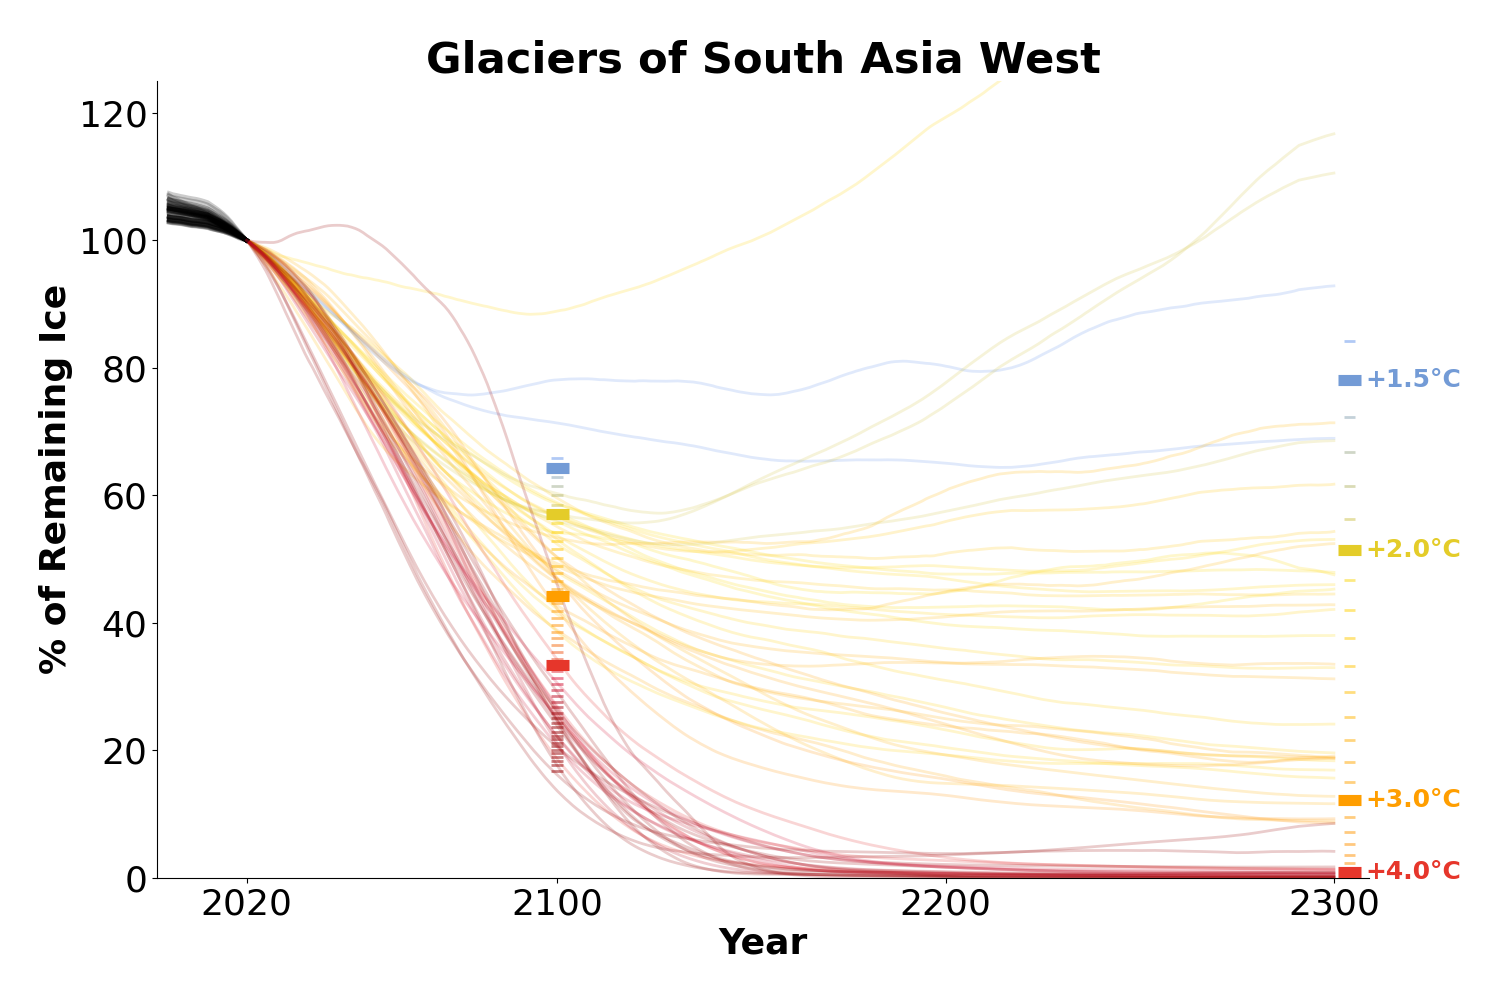 Glaciers of South Asia West
120
100
80
60
40
20
0
% of Remaining Ice
+1.5°C
+2.0°C
+3.0°C
+4.0°C
2020 2100 2200 2300
Year